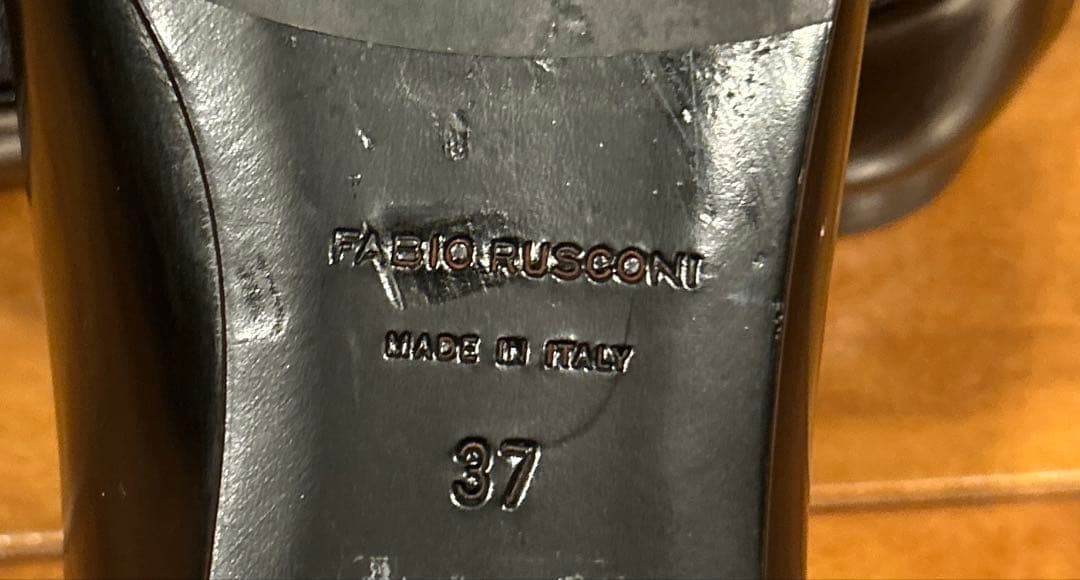 FABIO RUSCONI
MADE IN ITALY
37